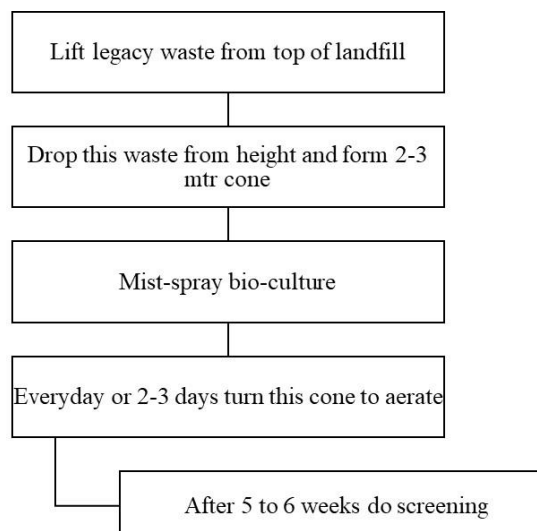 Lift legacy waste from top of landfill
Drop this waste from height and form 2-3
mtr cone
Mist-spray bio-culture
Everyday or 2-3 days turn this cone to aerate
After 5 to 6 weeks do screening